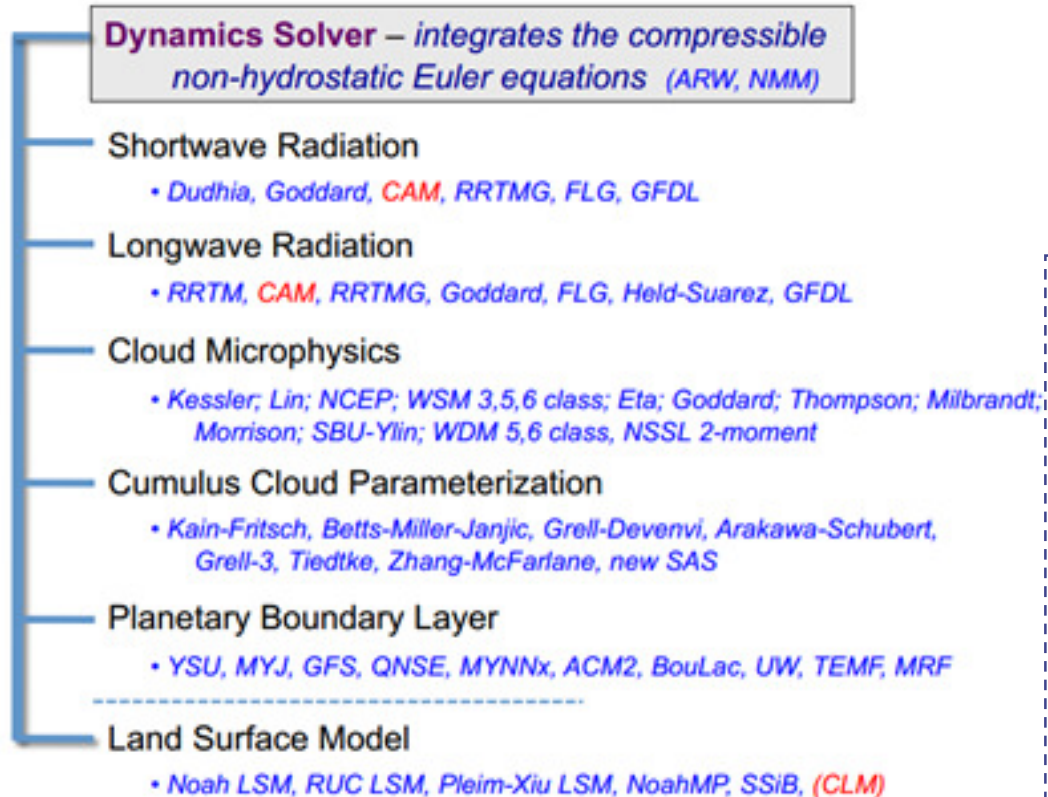 Dynamics Solver – integrates the compressible
non-hydrostatic Euler equations (ARW, NMM)
Shortwave Radiation
• Dudhia, Goddard, CAM, RRTMG, FLG, GFDL
Longwave Radiation
• RRTM, CAM, RRTMG, Goddard, FLG, Held-Suarez, GFDL
Cloud Microphysics
• Kessler; Lin; NCEP; WSM 3,5,6 class; Eta; Goddard; Thompson; Milbrandt;
Morrison; SBU-Ylin; WDM 5,6 class, NSSL 2-moment
Cumulus Cloud Parameterization
• Kain-Fritsch, Betts-Miller-Janjic, Grell-Devenvi, Arakawa-Schubert,
Grell-3, Tiedtke, Zhang-McFarlane, new SAS
Planetary Boundary Layer
• YSU, MYJ, GFS, QNSE, MYNNx, ACM2, BouLac, UW, TEMF, MRF
Land Surface Model
• Noah LSM, RUC LSM, Pleim-Xiu LSM, NoahMP, SSiB, (CLM)